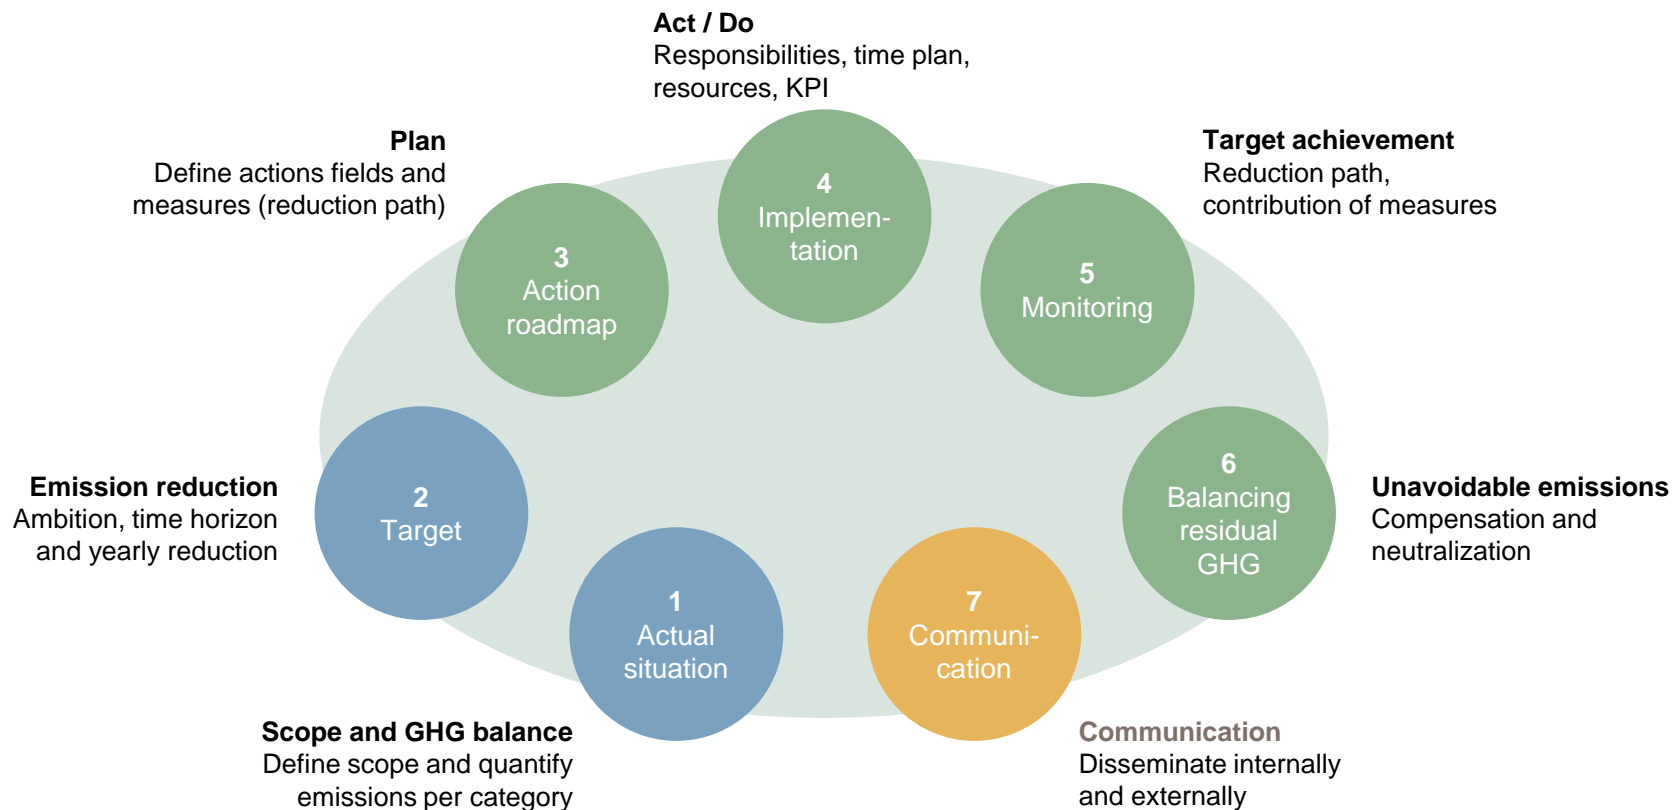 Act / Do
Responsibilities, time plan,
resources, KPI
Plan
Define actions fields and
measures (reduction path)
Target achievement
Reduction path,
contribution of measures
4
Implemen-
tation
3
Action
roadmap
5
Monitoring
Emission reduction
Ambition, time horizon
and yearly reduction
2
Target
6
Balancing
residual
GHG
Unavoidable emissions
Compensation and
neutralization
1
Actual
situation
7
Communi-
cation
Scope and GHG balance
Define scope and quantify
emissions per category
Communication
Disseminate internally
and externally